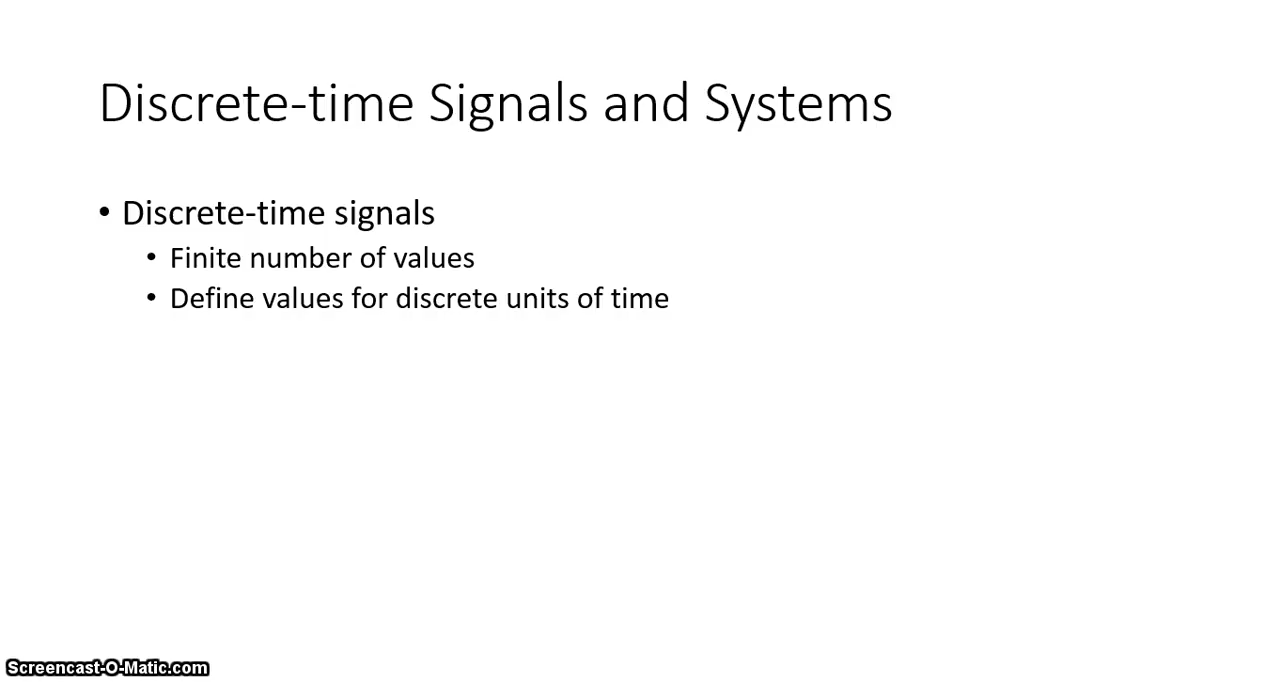 Discrete-time Signals and Systems
• Discrete-time signals
• Finite number of values
• Define values for discrete units of time
Screencast-O-Matic.com